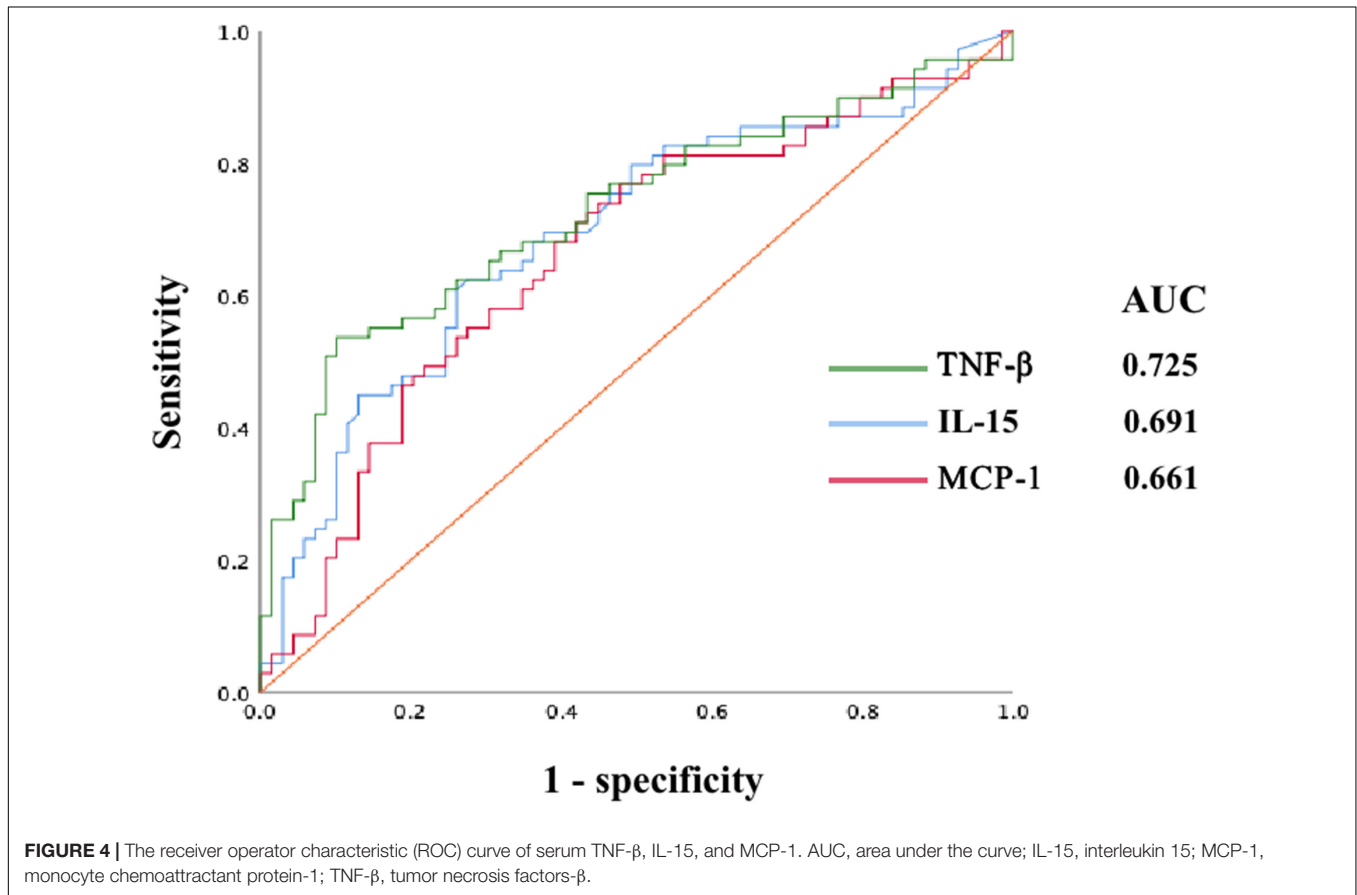 1.0
0.8
0.6
0.4
0.2
0.0
Sensitivity
0.0 0.2 0.4 0.6 0.8 1.0
1 - specificity
AUC
TNF-β 0.725
IL-15 0.691
MCP-1 0.661
FIGURE 4 | The receiver operator characteristic (ROC) curve of serum TNF-β, IL-15, and MCP-1. AUC, area under the curve; IL-15, interleukin 15; MCP-1,
monocyte chemoattractant protein-1; TNF-β, tumor necrosis factors-β.